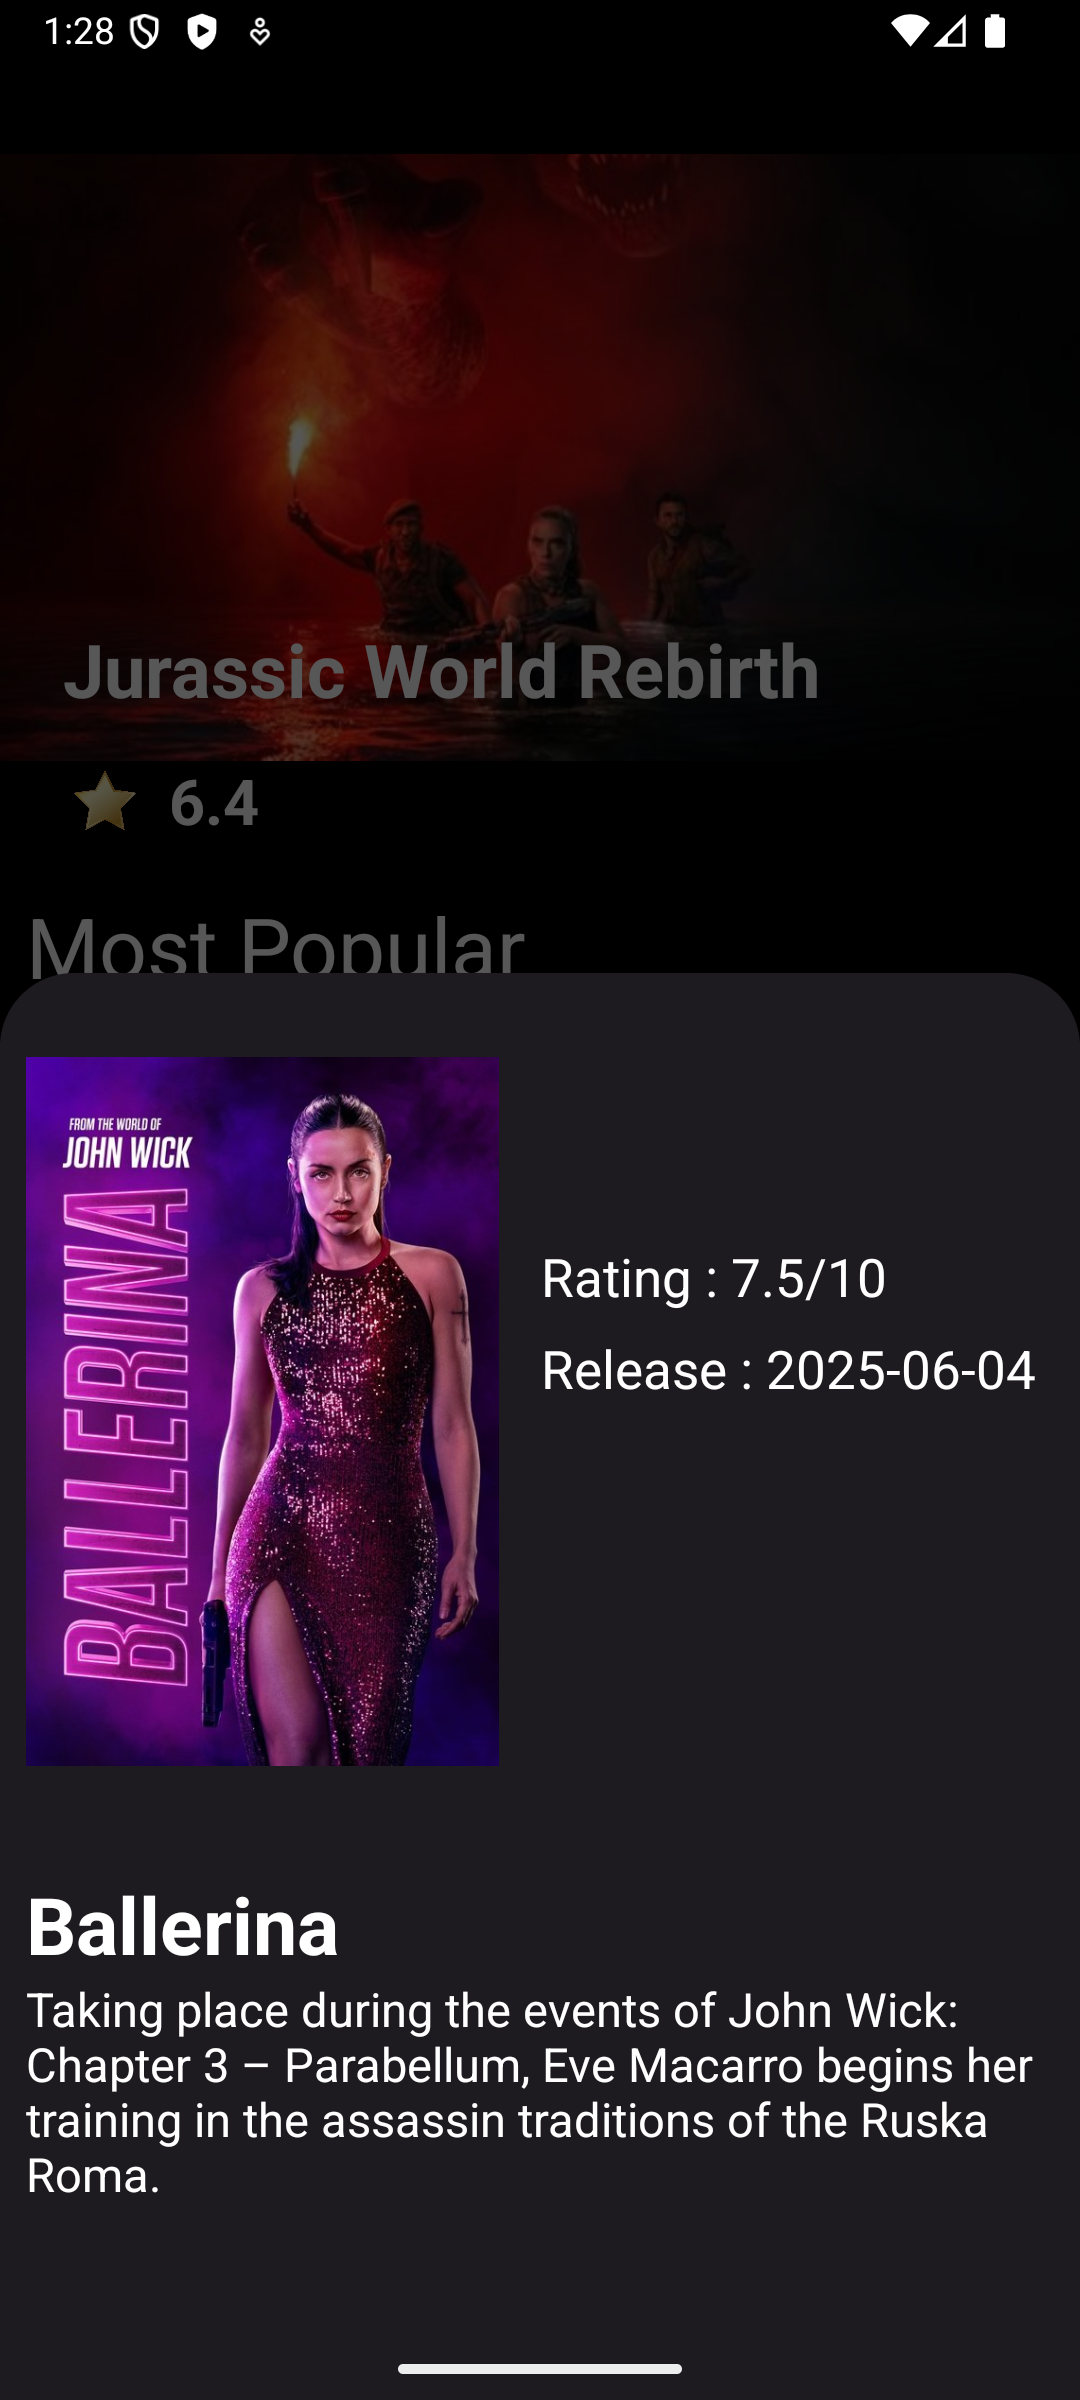 1:28
Jurassic World Rebirth
6.4
Most Popular
FROM THE WORLD OF
JOHN WICK
BALLERINA
Rating : 7.5/10
Release : 2025-06-04
Ballerina
Taking place during the events of John Wick:
Chapter 3 – Parabellum, Eve Macarro begins her
training in the assassin traditions of the Ruska
Roma.